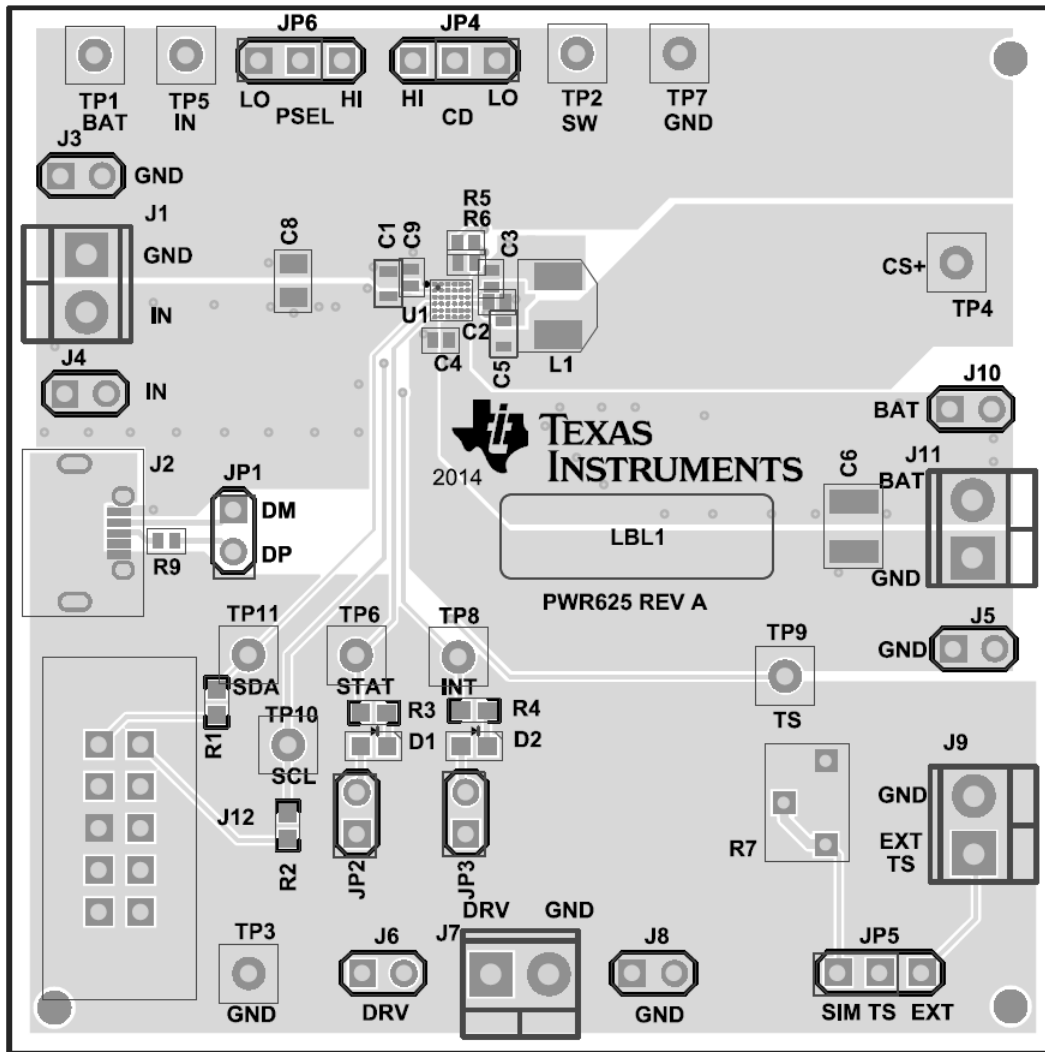 JP6
JP4
LO
HI
PSEL
HI
LO
CD
TP1
BAT
TP5
IN
TP2
SW
TP7
GND
J3
GND
J1
GND
IN
J4
IN
C8
C1
C9
R5
R6
C3
U1
C2
C4
C5
L1
CS+
TP4
J10
BAT
J11
BAT
GND
C6
TEXAS
INSTRUMENTS
2014
LBL1
PWR625 REV A
J2
JP1
DM
DP
R9
TP11
SDA
TP6
STAT
TP8
INT
TP9
TS
GND
J5
R1
TP10
SCL
R3
D1
R4
D2
J12
R2
JP2
JP3
R7
J9
GND
EXT
TS
TP3
GND
J6
DRV
J7
DRV
GND
J8
GND
JP5
SIM TS EXT